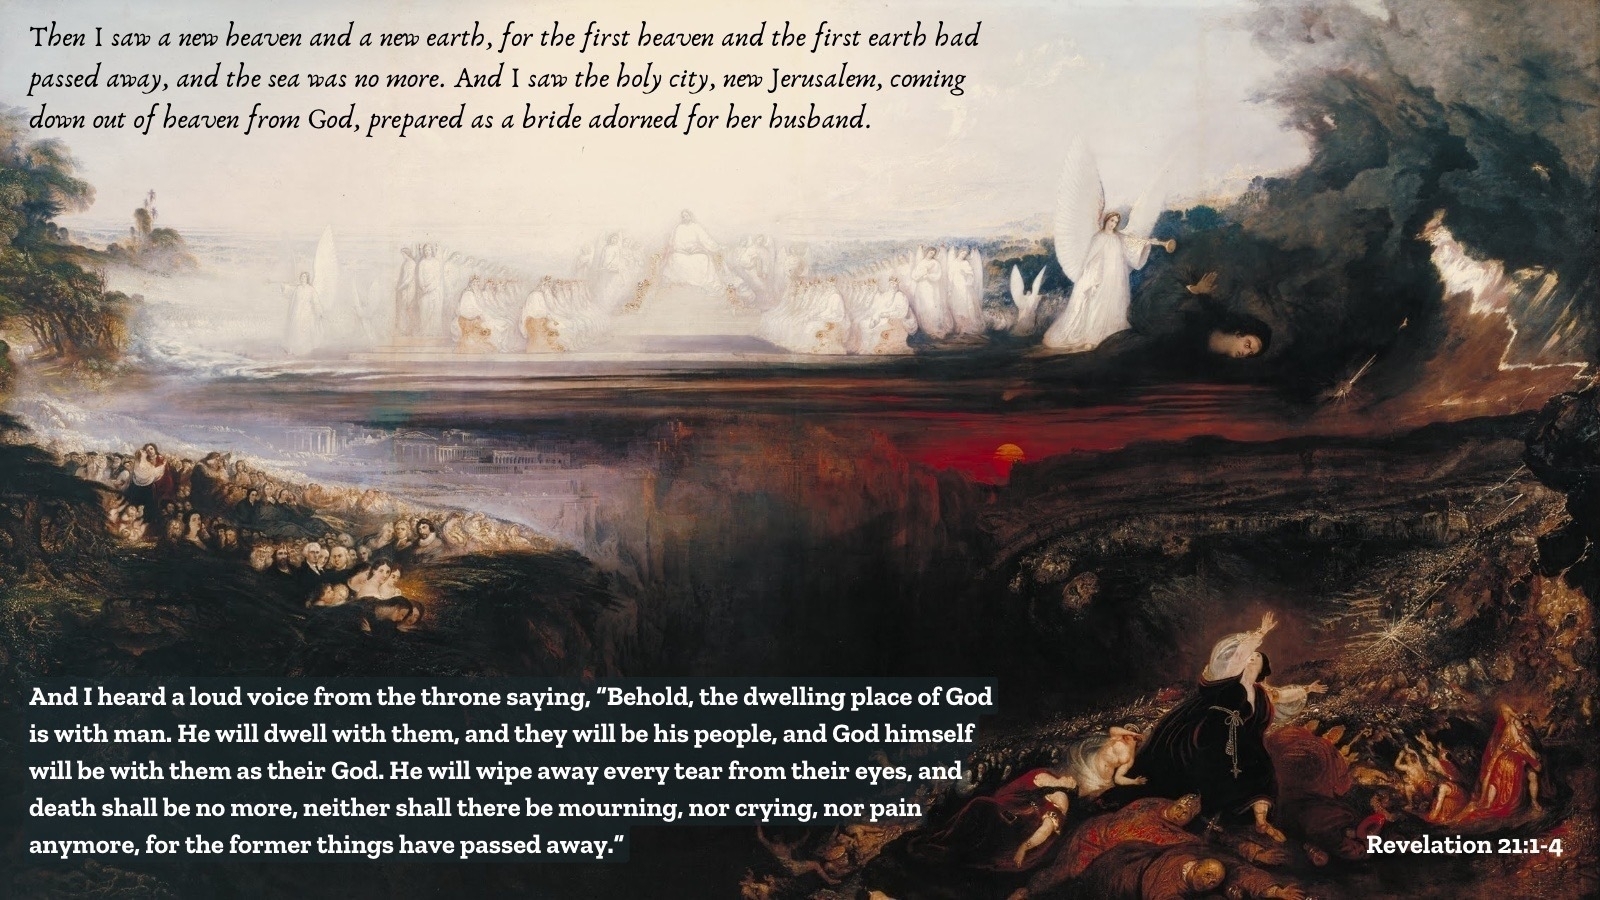 Then I saw a new heaven and a new earth, for the first heaven and the first earth had
passed away, and the sea was no more. And I saw the holy city, new Jerusalem, coming
down out of heaven from God, prepared as a bride adorned for her husband.
And I heard a loud voice from the throne saying, “Behold, the dwelling place of God
is with man. He will dwell with them, and they will be his people, and God himself
will be with them as their God. He will wipe away every tear from their eyes, and
death shall be no more, neither shall there be mourning, nor crying, nor pain
anymore, for the former things have passed away.”
Revelation 21:1-4